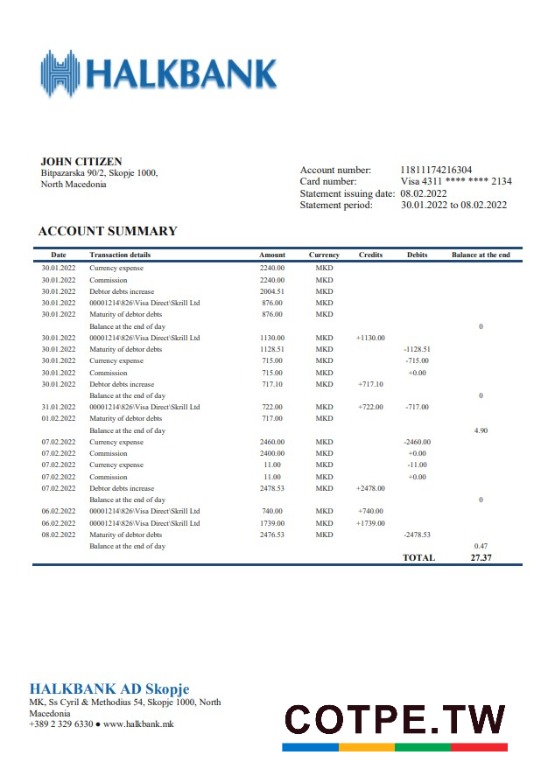 HALKBANK
JOHN CITIZEN
Bitpazarska 90/2, Skopje 1000,
North Macedonia
Account number: 11811174216304
Card number: Visa 4311 **** **** 2134
Statement issuing date: 08.02.2022
Statement period: 30.01.2022 to 08.02.2022
ACCOUNT SUMMARY
Date Transaction details Amount Currency Credits Debits Balance at the end
30.01.2022 Currency expense 2240.00 MKD
30.01.2022 Commission 2240.00 MKD
30.01.2022 Debtor debts increase 2004.51 MKD
30.01.2022 00001214\826\Visa Direct\Skrill Ltd 876.00 MKD
30.01.2022 Maturity of debtor debts 876.00 MKD
Balance at the end of day 0
30.01.2022 00001214\826\Visa Direct\Skrill Ltd 1130.00 MKD +1130.00
30.01.2022 Maturity of debtor debts 1128.51 MKD -1128.51
30.01.2022 Currency expense 715.00 MKD -715.00
30.01.2022 Commission 715.00 MKD +0.00
30.01.2022 Debtor debts increase 717.10 MKD +717.10
Balance at the end of day 0
31.01.2022 00001214\826\Visa Direct\Skrill Ltd 722.00 MKD +722.00 -717.00
01.02.2022 Maturity of debtor debts 717.00 MKD
Balance at the end of day 4.90
07.02.2022 Currency expense 2460.00 MKD -2460.00
07.02.2022 Commission 2400.00 MKD +0.00
07.02.2022 Currency expense 11.00 MKD -11.00
07.02.2022 Commission 11.00 MKD +0.00
07.02.2022 Debtor debts increase 2478.53 MKD +2478.00
Balance at the end of day 0
06.02.2022 00001214\826\Visa Direct\Skrill Ltd 740.00 MKD +740.00
06.02.2022 00001214\826\Visa Direct\Skrill Ltd 1739.00 MKD +1739.00
08.02.2022 Maturity of debtor debts 2476.53 MKD -2478.53
Balance at the end of day 0.47
TOTAL 27.37
HALKBANK AD Skopje
MK, Ss Cyril & Methodius 54, Skopje 1000, North
Macedonia
+389 2 329 6330 ● www.halkbank.mk
COTPE.TW